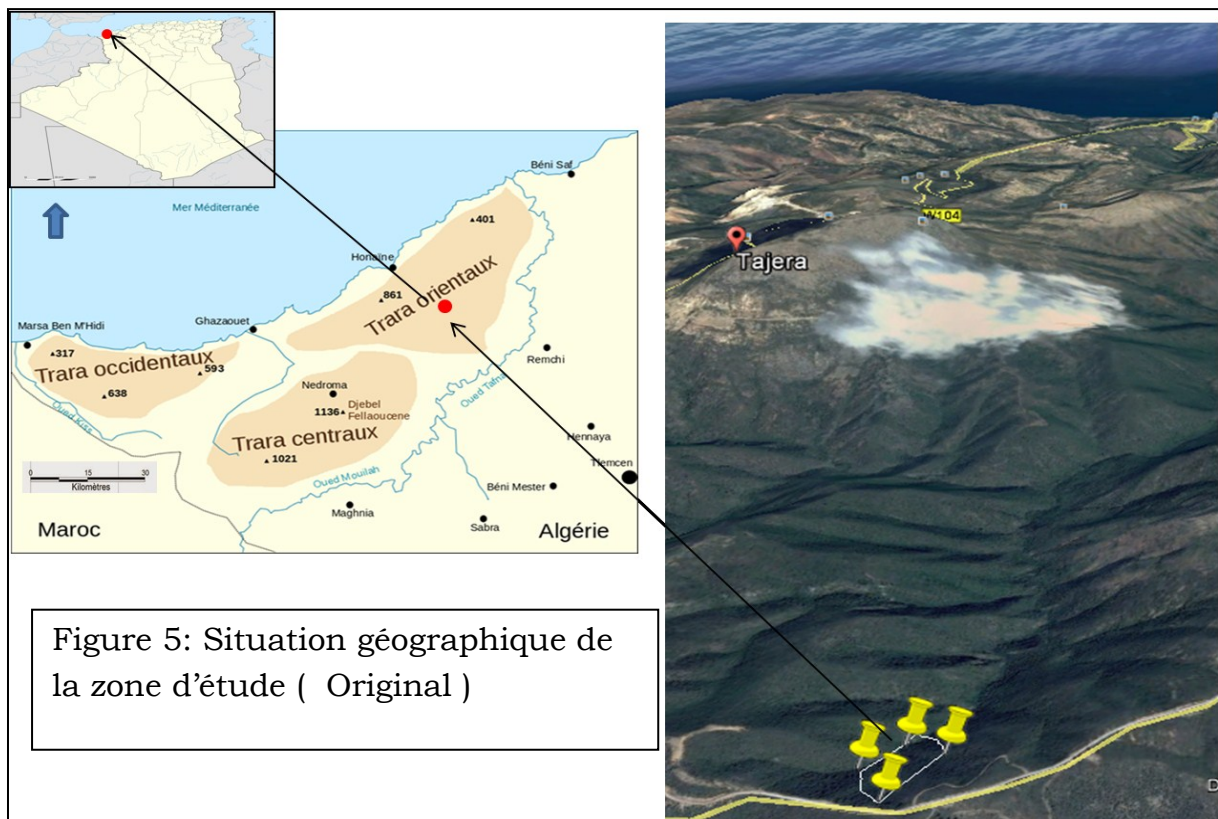 Mer Méditerranée
Béni Saf
401
Honaïne
861
Trara orientaux
Ghazaouet
Marsa Ben M'Hidi
317
593
Trara occidentaux
638
Oued Kiss
Nedroma
1136
Djebel
Fellaoucene
Trara centraux
1021
Remchi
Oued Tafna
Hennaya
Tlemcen
Oued Mouilah
Béni Mester
Maghnia
Sabra
0 15 30
Kilomètres
Maroc
Algérie
W104
Tajera
D
Figure 5: Situation géographique de
la zone d’étude ( Original )